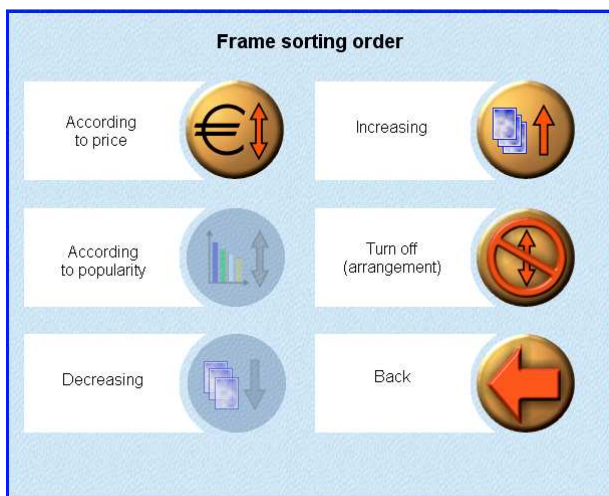 Frame sorting order
According
to price
Increasing
According
to popularity
Turn off
(arrangement)
Decreasing
Back